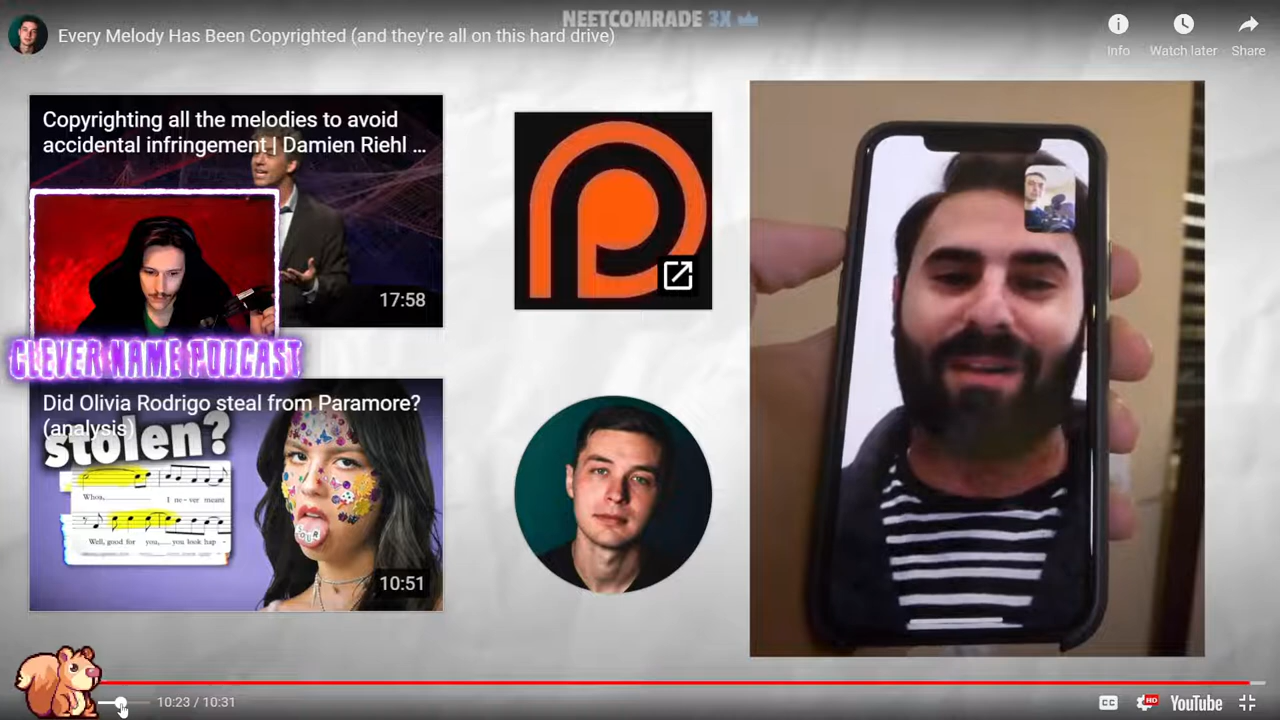 NEETCOMRADE 3X
Every Melody Has Been Copyrighted (and they're all on this hard drive)
Info
Watch later
Share
Copyrighting all the melodies to avoid
accidental infringement | Damien Riehl ...
17:58
CLEVER NAME PODCAST
Did Olivia Rodrigo steal from Paramore?
(analysis)
stolen?
Whoa,
I ne - ver meant
Well, good for you, you look hap -
SOUR
10:51
10:23 / 10:31
CC
HD
YouTube